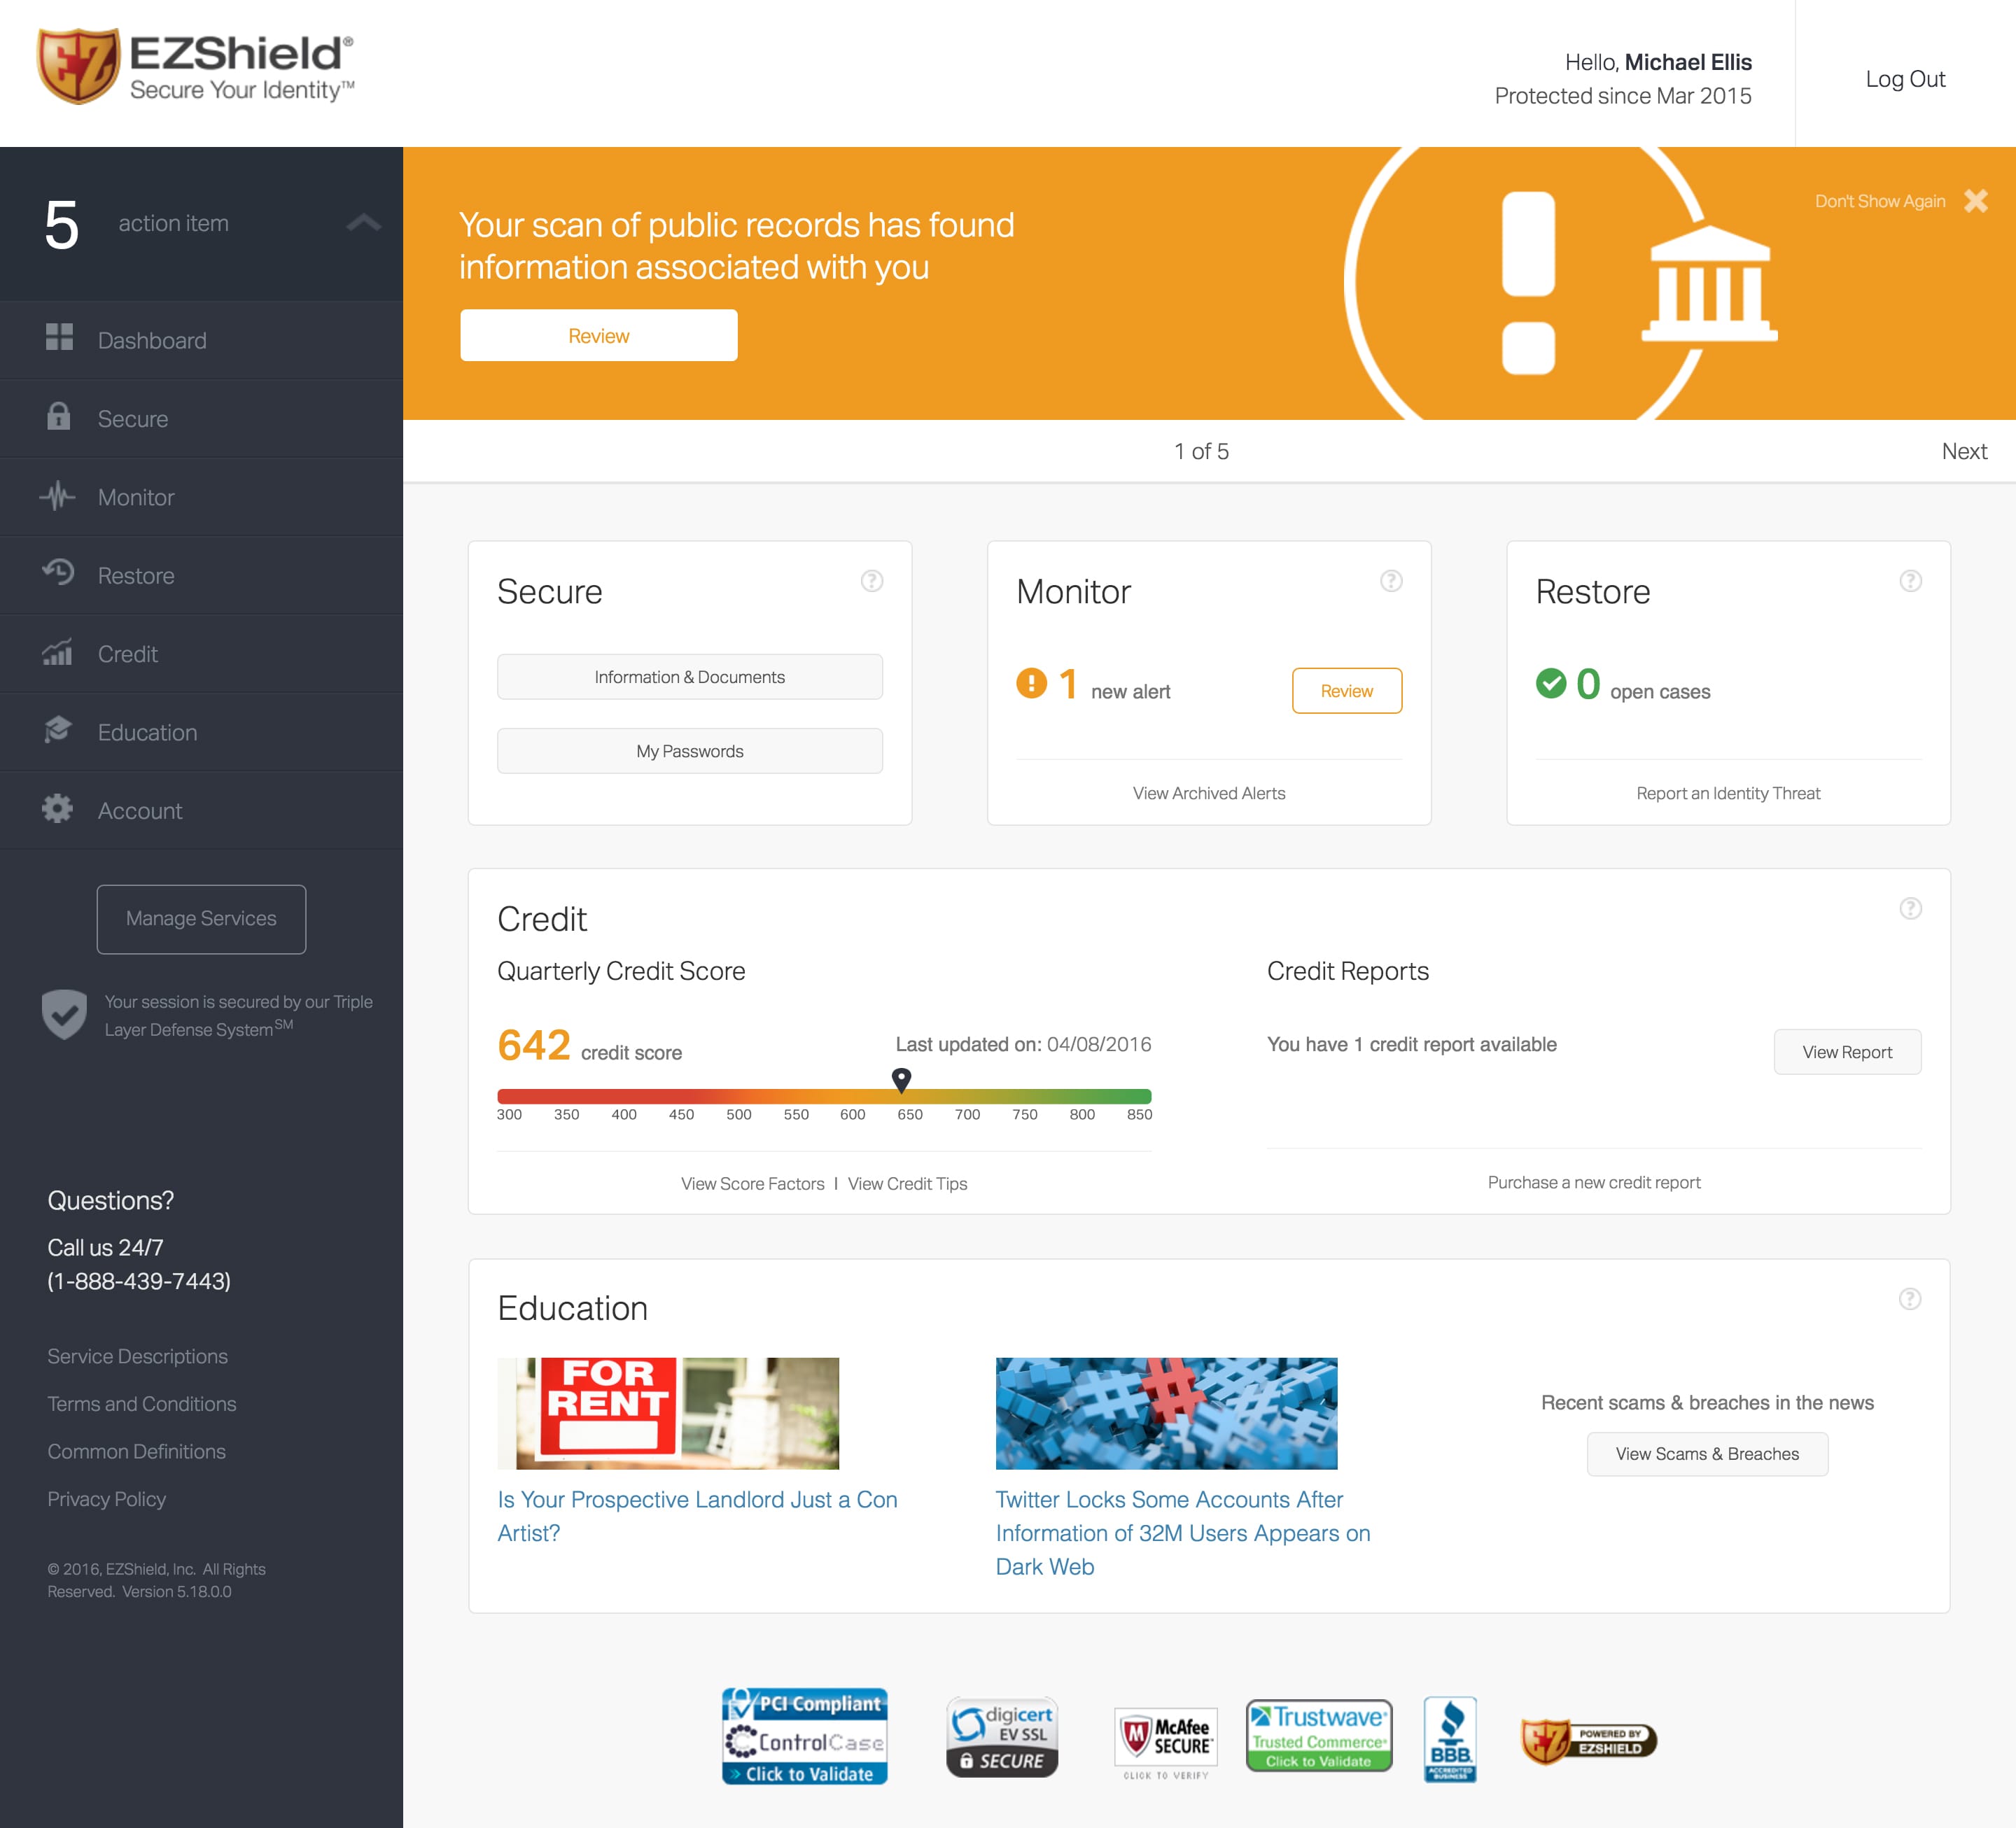 EZ EZShield®
Secure Your Identity™
Hello, Michael Ellis
Protected since Mar 2015
Log Out
5 action item
Dashboard
Secure
Monitor
Restore
Credit
Education
Account
Manage Services
Your session is secured by our Triple
Layer Defense System SM
Questions?
Call us 24/7
(1-888-439-7443)
Service Descriptions
Terms and Conditions
Common Definitions
Privacy Policy
© 2016, EZShield, Inc. All Rights
Reserved. Version 5.18.0.0
Your scan of public records has found
information associated with you
Review
Don't Show Again
1 of 5
Next
Secure
?
Information & Documents
My Passwords
Monitor
?
! 1 new alert
Review
View Archived Alerts
Restore
?
0 open cases
Report an Identity Threat
Credit
?
Quarterly Credit Score
642 credit score
Last updated on: 04/08/2016
300 350 400 450 500 550 600 650 700 750 800 850
View Score Factors | View Credit Tips
Credit Reports
You have 1 credit report available
View Report
Purchase a new credit report
Education
?
FOR
RENT
Is Your Prospective Landlord Just a Con
Artist?
#
Twitter Locks Some Accounts After
Information of 32M Users Appears on
Dark Web
Recent scams & breaches in the news
View Scams & Breaches
PCI Compliant
ControlCase
» Click to Validate
digicert
EV SSL
SECURE
M McAfee
SECURE™
CLICK TO VERIFY
Trustwave®
Trusted Commerce®
Click to Validate
BBB.
ACCREDITED
BUSINESS
EZ POWERED BY
EZSHIELD